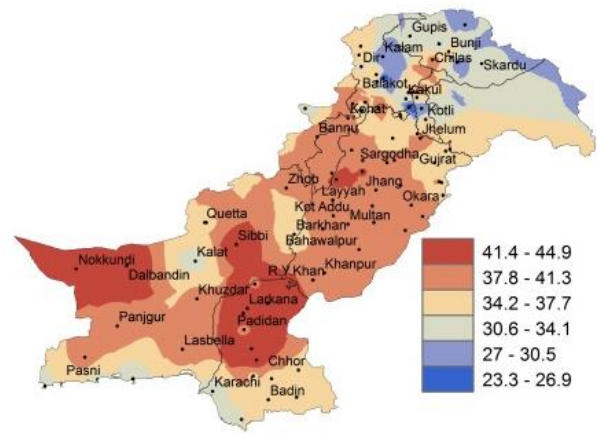 Gupis
Kalam
Bunji
Dir
Chilas
Skardu
Balakot
Kakul
Kohat
Kotli
Bannu
Jhelum
Sargodha
Gujrat
Zhob
Layyah
Jhang
Okara
Kot Addu
Quetta
Multan
Barkhan
Sibbi
Bahawalpur
Kalat
Nokkundi
R.Y.Khan
Khanpur
Dalbandin
Khuzdar
Larkana
Panjgur
Padidan
Lasbella
Chhor
Pasni
Karachi
Badin
41.4 - 44.9
37.8 - 41.3
34.2 - 37.7
30.6 - 34.1
27 - 30.5
23.3 - 26.9